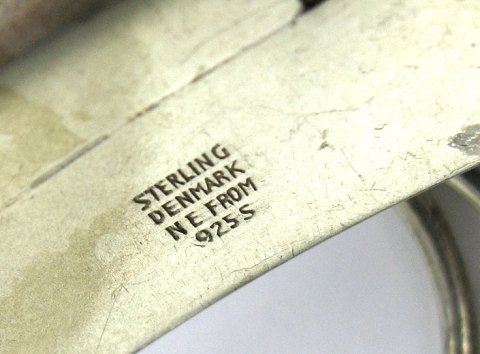 STERLING
DENMARK
N E FROM
925S